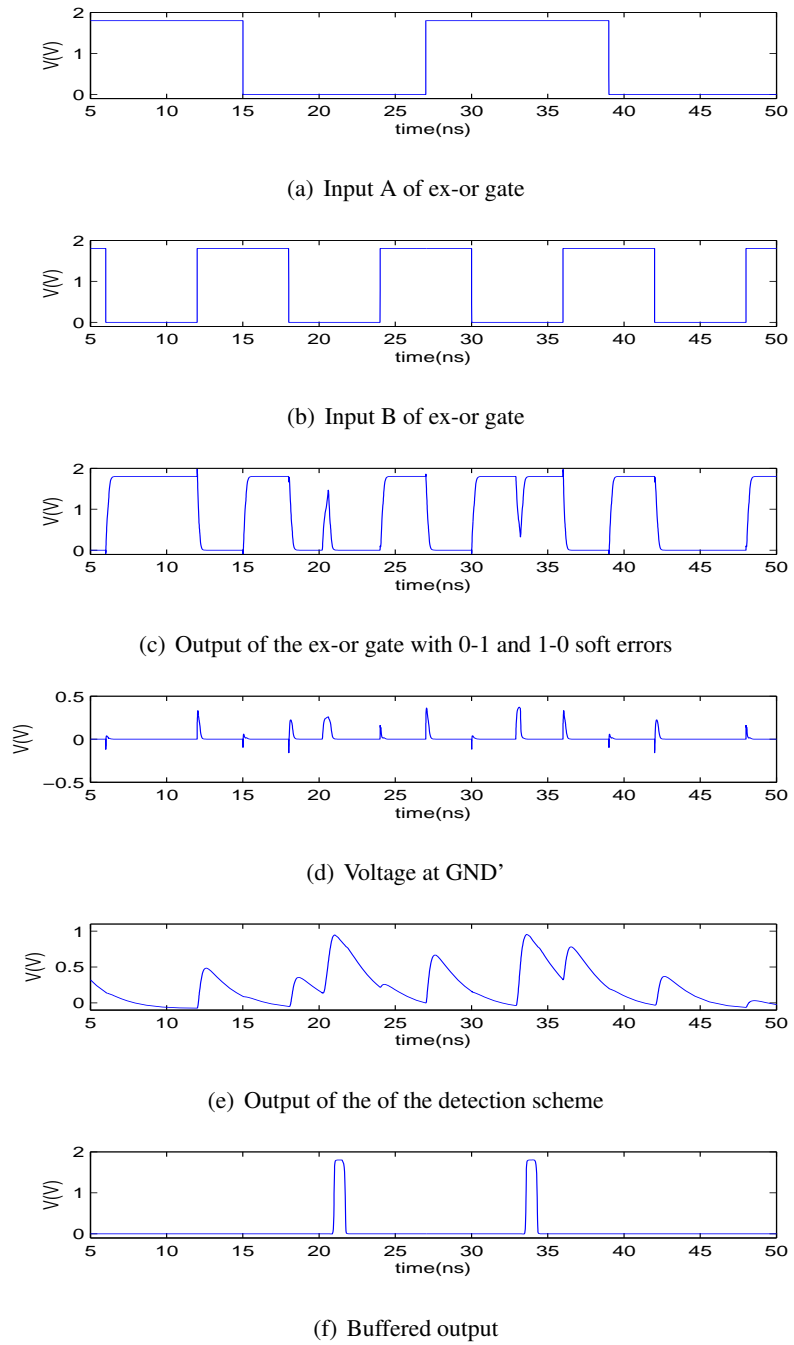 2
1
0
V(V)
5 10 15 20 25 30 35 40 45 50
time(ns)
(a) Input A of ex-or gate
2
1
0
V(V)
5 10 15 20 25 30 35 40 45 50
time(ns)
(b) Input B of ex-or gate
2
1
0
V(V)
5 10 15 20 25 30 35 40 45 50
time(ns)
(c) Output of the ex-or gate with 0-1 and 1-0 soft errors
0.5
0
−0.5
V(V)
5 10 15 20 25 30 35 40 45 50
time(ns)
(d) Voltage at GND’
1
0.5
0
V(V)
5 10 15 20 25 30 35 40 45 50
time(ns)
(e) Output of the of the detection scheme
2
1
0
V(V)
5 10 15 20 25 30 35 40 45 50
time(ns)
(f) Buffered output